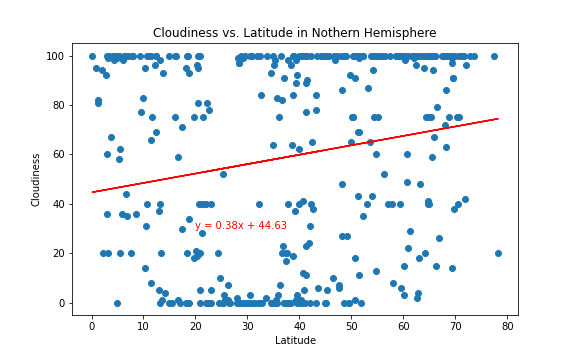 Cloudiness vs. Latitude in Nothern Hemisphere
100
80
60
40
20
0
Cloudiness
y = 0.38x + 44.63
0 10 20 30 40 50 60 70 80
Latitude